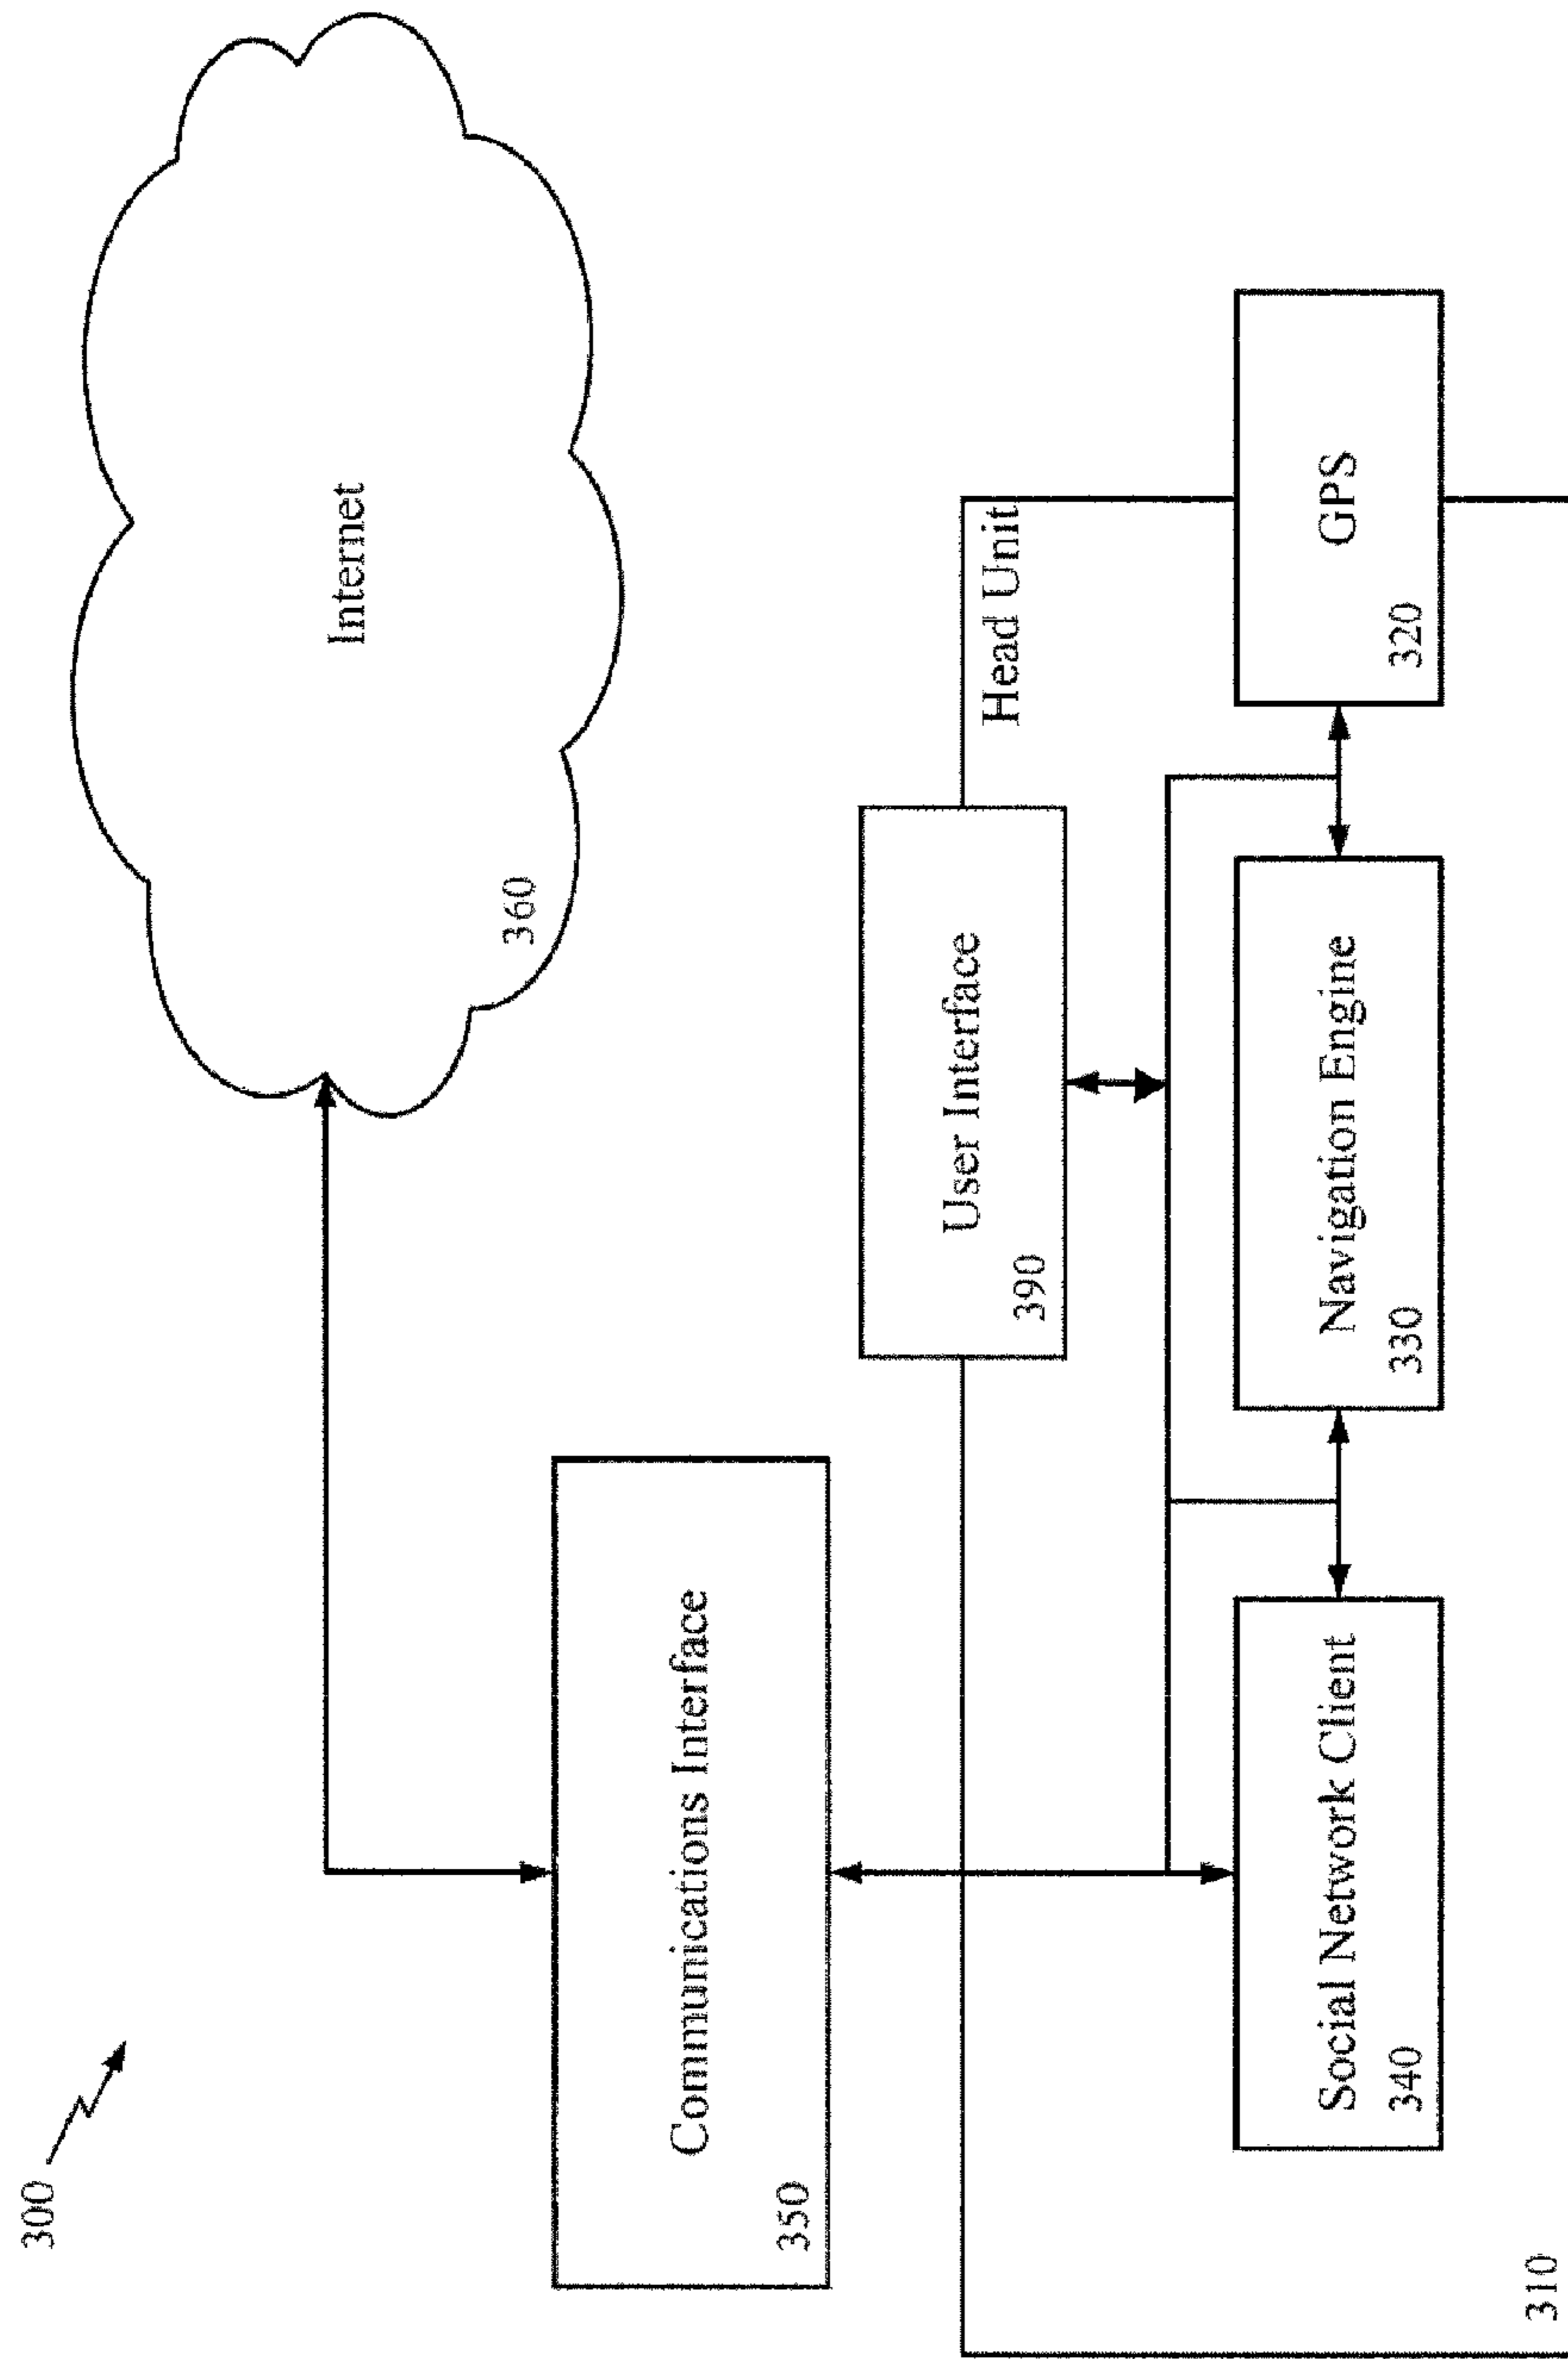 300
Internet
360
Communications Interface
350
User Interface
390
Head Unit
Social Network Client
340
Navigation Engine
330
GPS
320
310